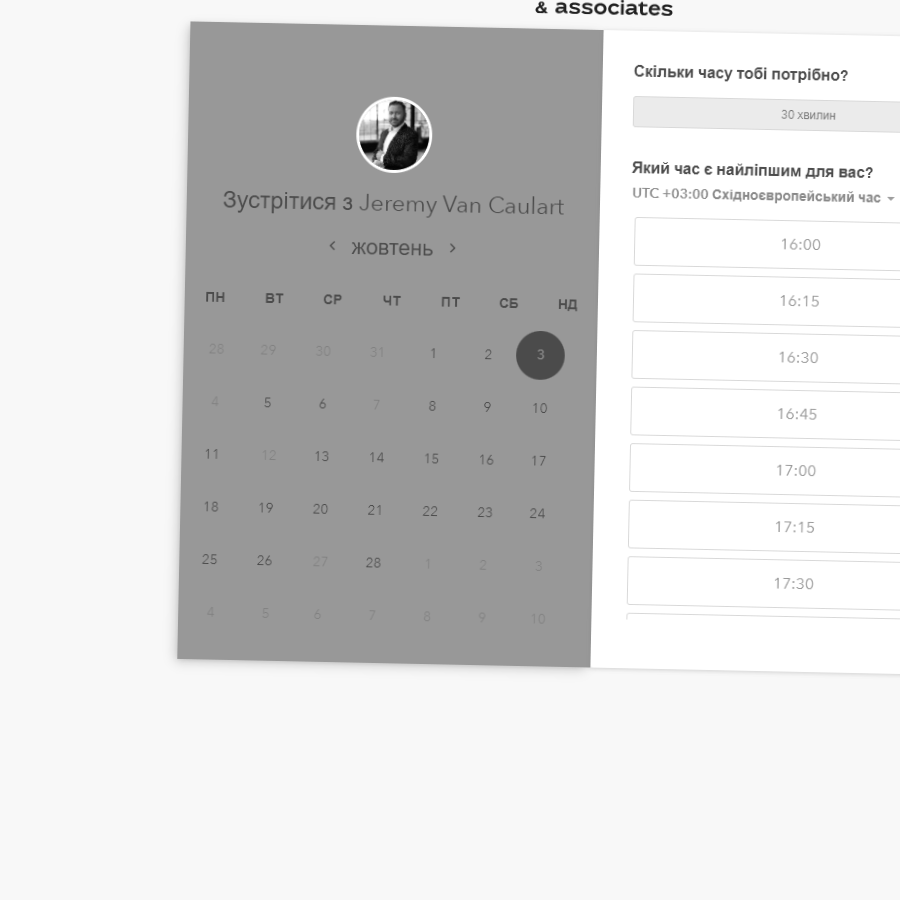 & associates
Зустрітися з Jeremy Van Caulart
жовтень
ПН ВТ СР ЧТ ПТ СБ НД
28 29 30 31 1 2 3
4 5 6 7 8 9 10
11 12 13 14 15 16 17
18 19 20 21 22 23 24
25 26 27 28 1 2 3
4 5 6 7 8 9 10
Скільки часу тобі потрібно?
30 хвилин
Який час є найліпшим для вас?
UTC +03:00 Східноєвропейський час
16:00
16:15
16:30
16:45
17:00
17:15
17:30